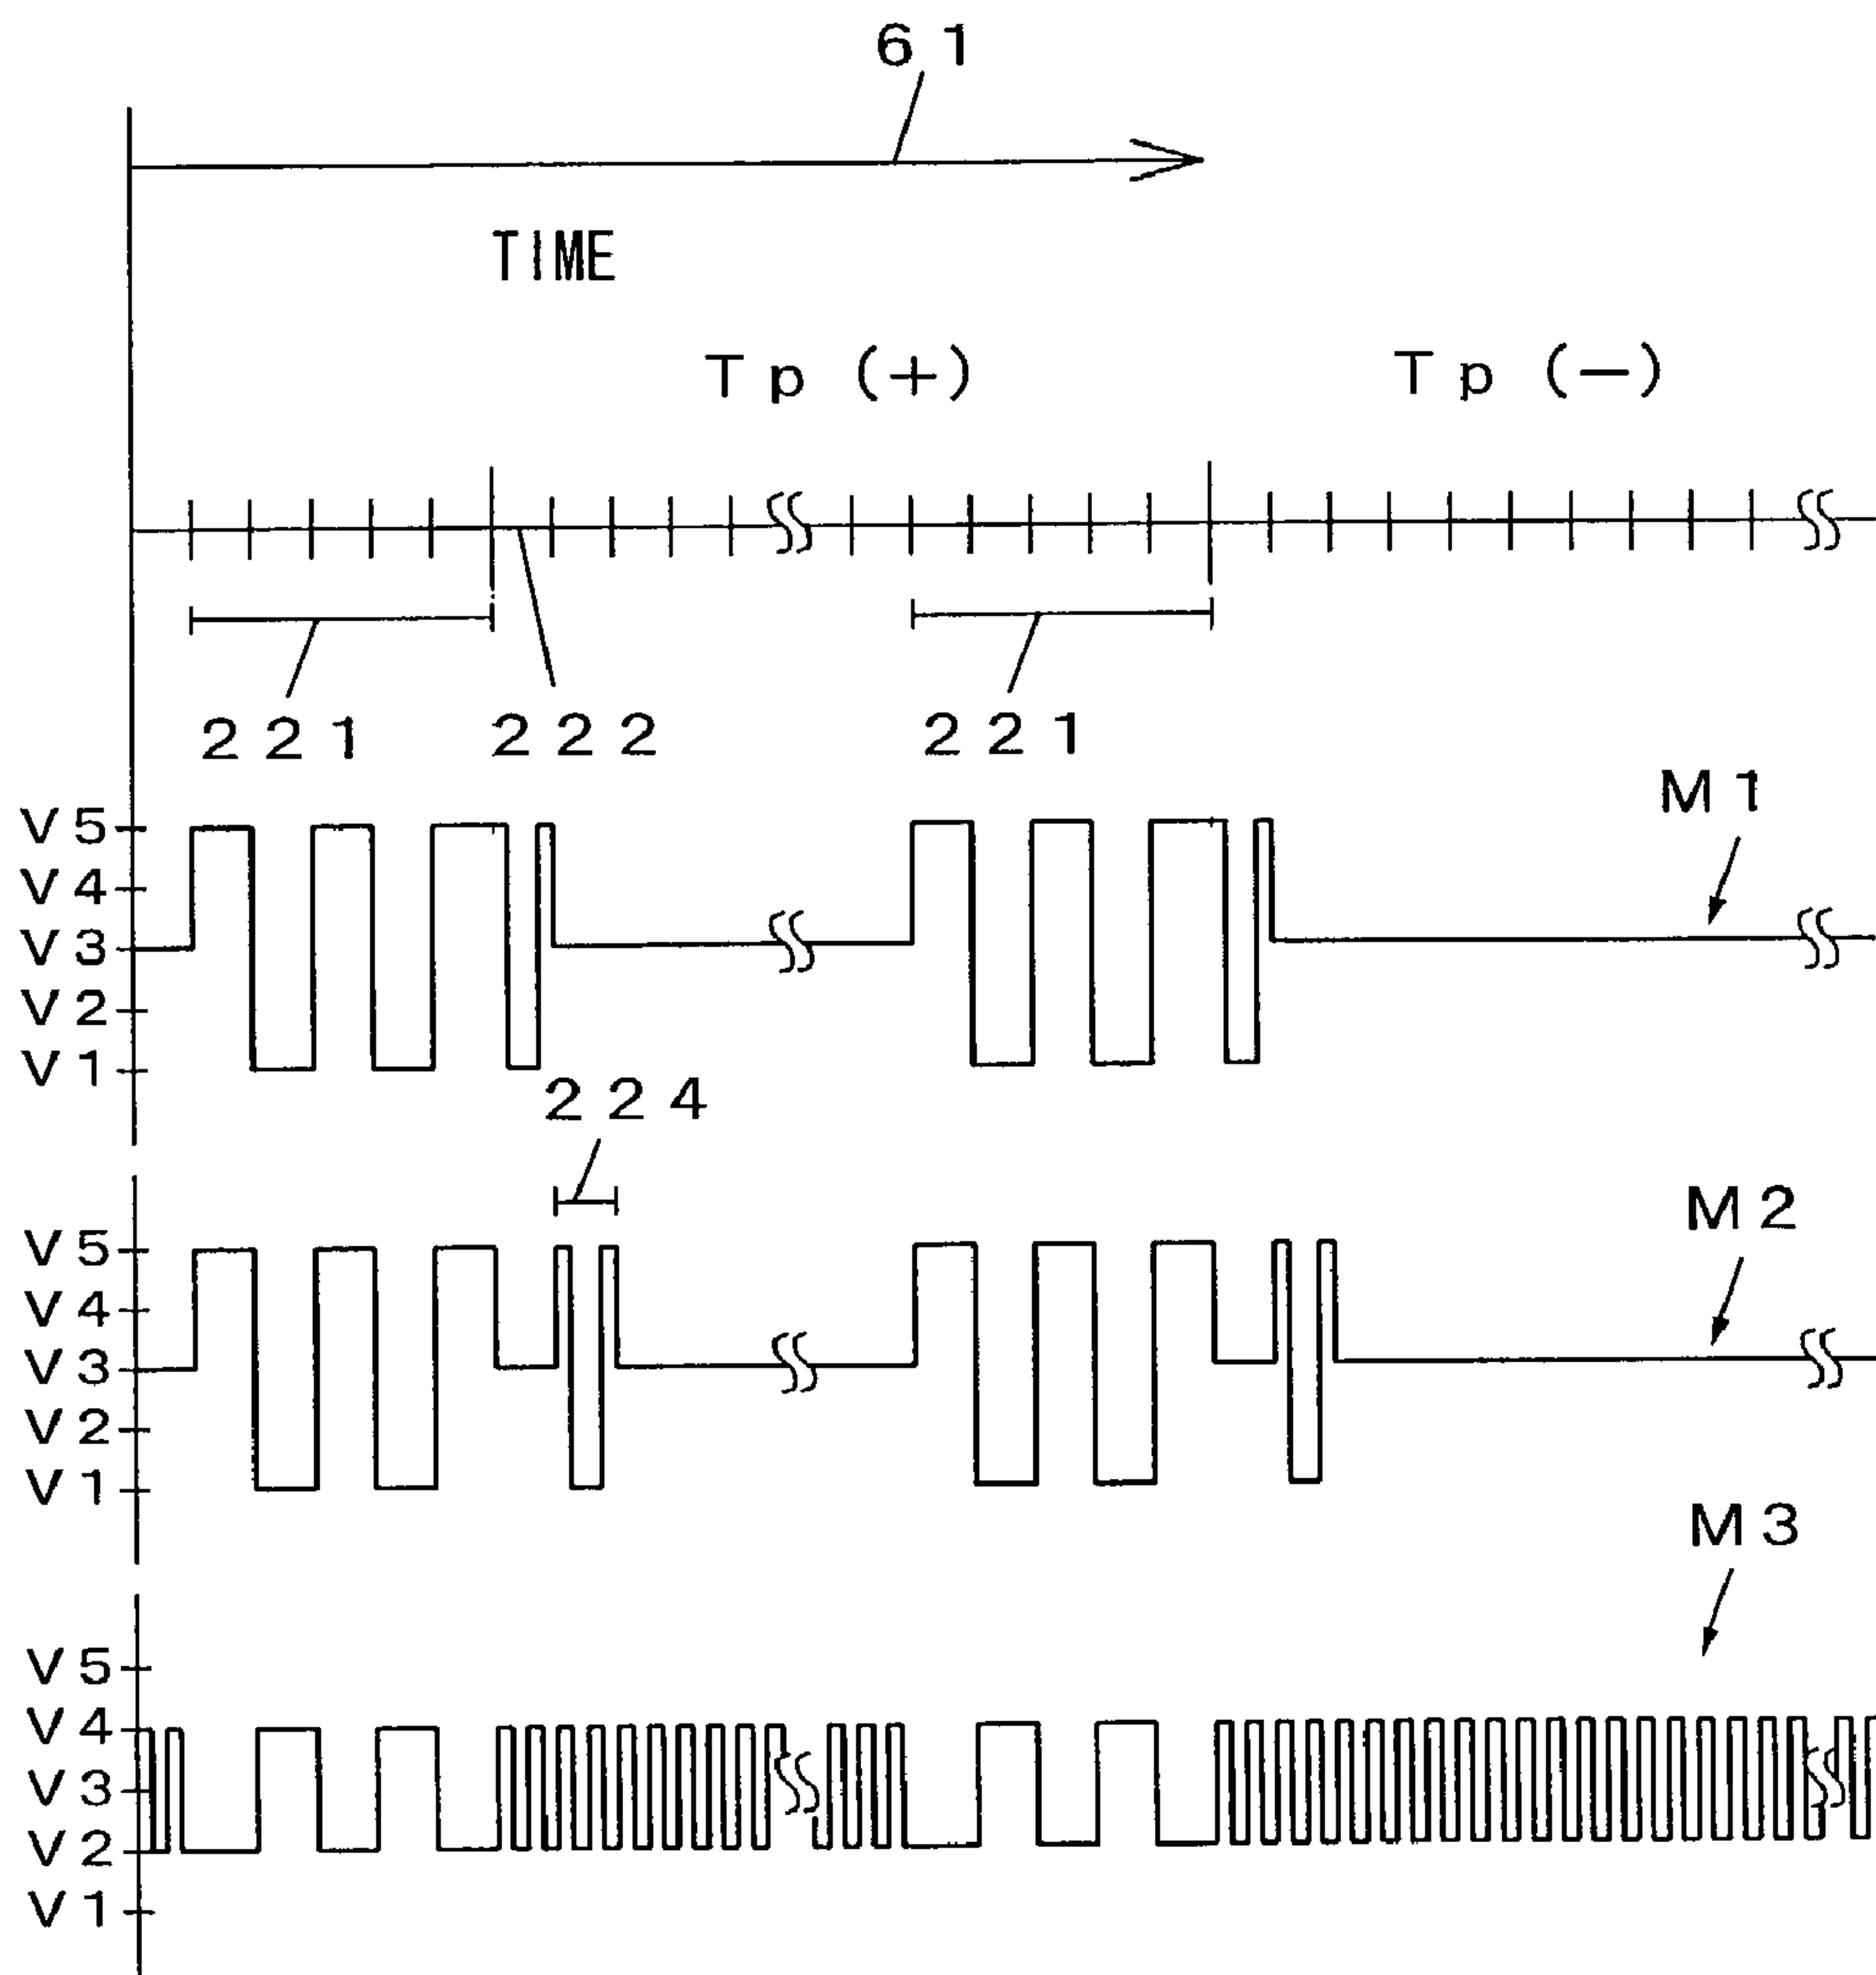 61
TIME
Tp (+) Tp (−)
221 222 221
M1
V5
V4
V3
V2
V1
224
M2
V5
V4
V3
V2
V1
M3
V5
V4
V3
V2
V1